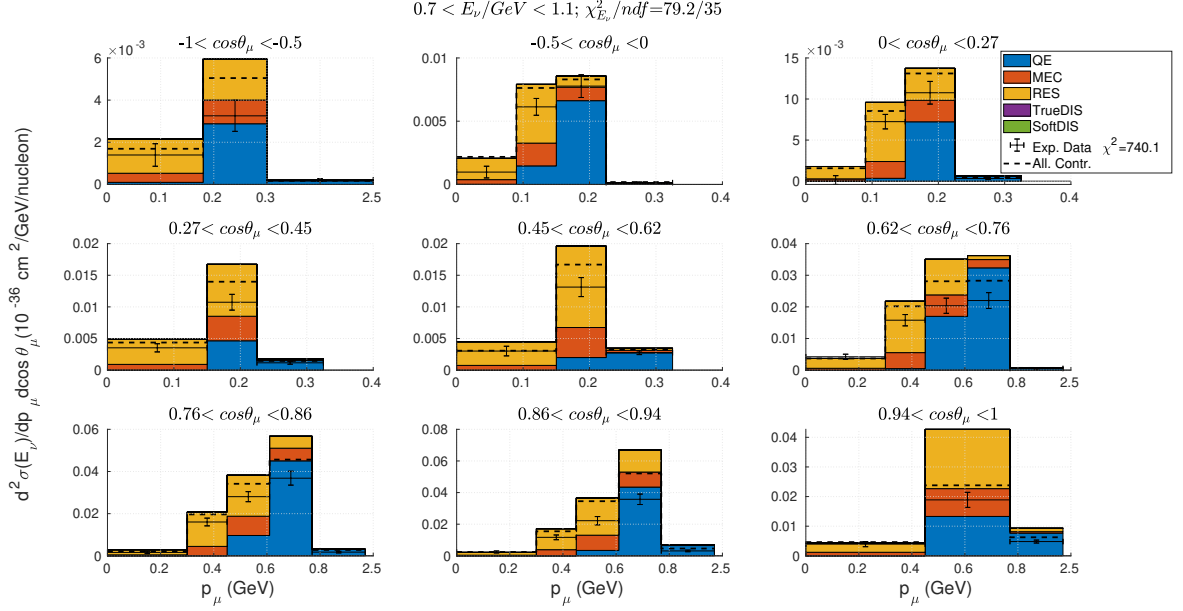 0.7 < E_ν/GeV < 1.1; χ²_{E_ν}/ndf=79.2/35
d² σ(E_ν)/dp_μ dcos θ_μ (10⁻³⁶ cm²/GeV/nucleon)
-1< cosθ_μ <-0.5
×10⁻³
6
4
2
0
0 0.1 0.2 0.3 2.5
-0.5< cosθ_μ <0
0.01
0.005
0
0 0.1 0.2 0.3 0.4
0< cosθ_μ <0.27
×10⁻³
15
10
5
0
0 0.1 0.2 0.3 0.4
QE
MEC
RES
TrueDIS
SoftDIS
Exp. Data χ²=740.1
All. Contr.
0.27< cosθ_μ <0.45
0.02
0.015
0.01
0.005
0
0 0.1 0.2 0.3 0.4
0.45< cosθ_μ <0.62
0.02
0.015
0.01
0.005
0
0 0.1 0.2 0.3 0.4
0.62< cosθ_μ <0.76
0.04
0.03
0.02
0.01
0
0 0.2 0.4 0.6 0.8 2.5
0.76< cosθ_μ <0.86
0.06
0.04
0.02
0
0 0.2 0.4 0.6 0.8 2.5
p_μ (GeV)
0.86< cosθ_μ <0.94
0.08
0.06
0.04
0.02
0
0 0.2 0.4 0.6 0.8 2.5
p_μ (GeV)
0.94< cosθ_μ <1
0.04
0.03
0.02
0.01
0
0 0.2 0.4 0.6 0.8 2.5
p_μ (GeV)